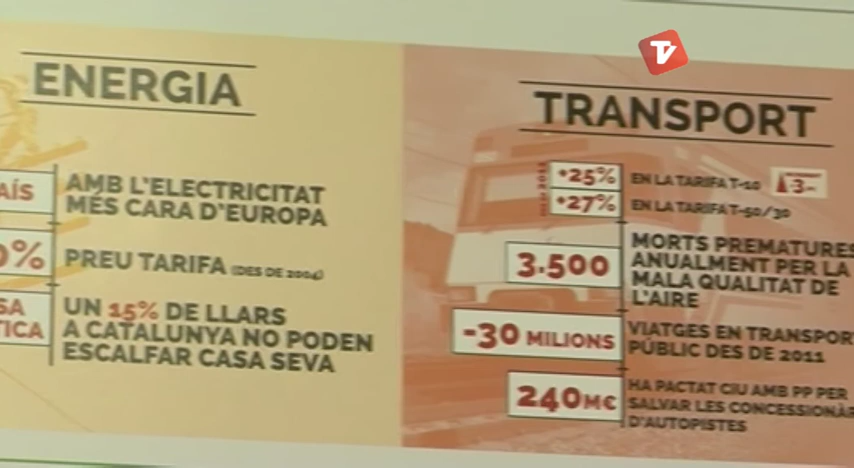 ENERGIA
AÍS
AMB L'ELECTRICITAT
MÉS CARA D'EUROPA
0%
PREU TARIFA (DES DE 2004)
SA
TICA
UN 15% DE LLARS
A CATALUNYA NO PODEN
ESCALFAR CASA SEVA
TV
TRANSPORT
+25% EN LA TARIFA T-10
+27% EN LA TARIFA T-50/30
3.500
MORTS PREMATURES
ANUALMENT PER LA
MALA QUALITAT DE
L'AIRE
-30 MILIONS
VIATGES EN TRANSPOR
PÚBLIC DES DE 2011
240M€
HA PACTAT CIU AMB PP PER
SALVAR LES CONCESSIONÀR
D'AUTOPISTES